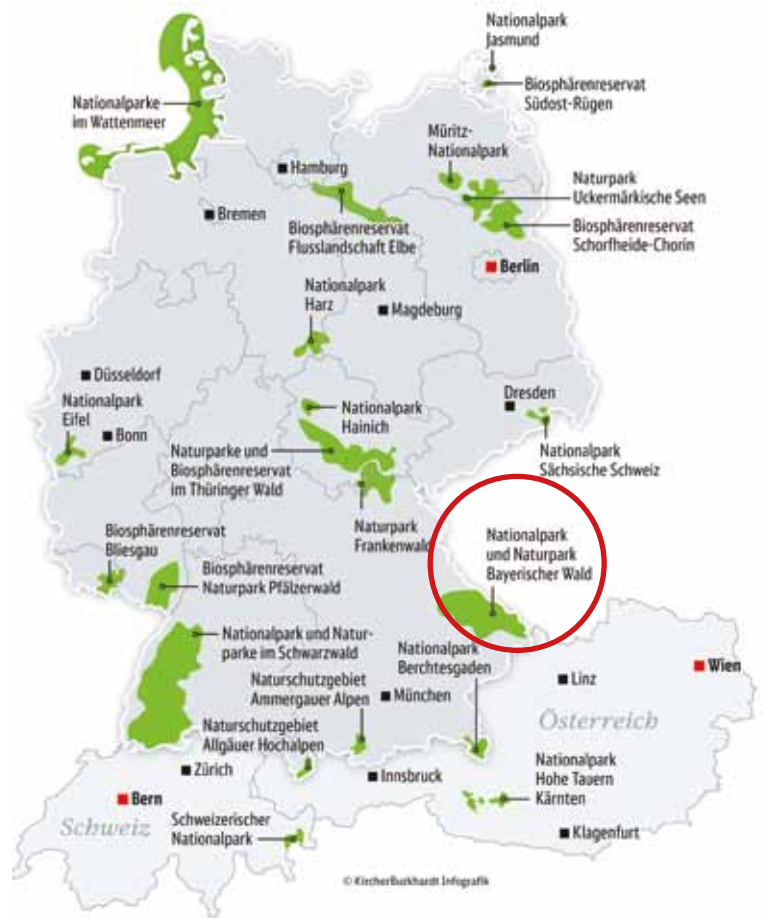 Nationalpark
Jasmund
Biosphärenreservat
Südost-Rügen
Nationalparke
im Wattenmeer
Müritz-
Nationalpark
Hamburg
Naturpark
Uckermärkische Seen
Bremen
Biosphärenreservat
Flusslandschaft Elbe
Biosphärenreservat
Schorfheide-Chorin
Berlin
Nationalpark
Harz
Magdeburg
Düsseldorf
Nationalpark
Eifel
Bonn
Nationalpark
Hainich
Dresden
Naturparke und
Biosphärenreservat
im Thüringer Wald
Nationalpark
Sächsische Schweiz
Naturpark
Frankenwald
Nationalpark
und Naturpark
Bayerischer Wald
Biosphärenreservat
Bliesgau
Biosphärenreservat
Naturpark Pfälzerwald
Nationalpark und Natur-
parke im Schwarzwald
Nationalpark
Berchtesgaden
Naturschutzgebiet
Ammergauer Alpen
München
Linz
Wien
Österreich
Naturschutzgebiet
Allgäuer Hochalpen
Zürich
Innsbruck
Nationalpark
Hohe Tauern
Kärnten
Bern
Schweiz
Schweizerischer
Nationalpark
Klagenfurt
© KircherBurkhardt Infografik